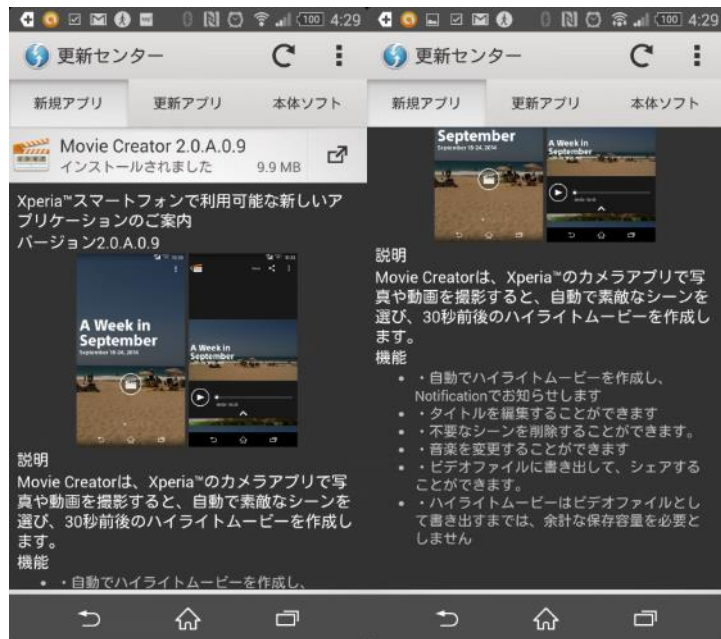 100 4:29
更新センター
新規アプリ 更新アプリ 本体ソフト
Movie Creator 2.0.A.0.9
インストールされました 9.9 MB
Xperia™スマートフォンで利用可能な新しいア
プリケーションのご案内
バージョン2.0.A.0.9
A Week in
September
September 18-24, 2014
A Week in
September
説明
Movie Creatorは、Xperia™のカメラアプリで写
真や動画を撮影すると、自動で素敵なシーンを
選び、30秒前後のハイライトムービーを作成し
ます。
機能
• ・自動でハイライトムービーを作成し、
100 4:29
更新センター
新規アプリ 更新アプリ 本体ソフト
September
September 18-24, 2014
A Week in
September
説明
Movie Creatorは、Xperia™のカメラアプリで写
真や動画を撮影すると、自動で素敵なシーンを
選び、30秒前後のハイライトムービーを作成し
ます。
機能
• ・自動でハイライトムービーを作成し、
Notificationでお知らせします
• ・タイトルを編集することができます
• ・不要なシーンを削除することができます。
• ・音楽を変更することができます
• ・ビデオファイルに書き出して、シェアする
ことができます。
• ・ハイライトムービーはビデオファイルとし
て書き出すまでは、余計な保存容量を必要と
しません